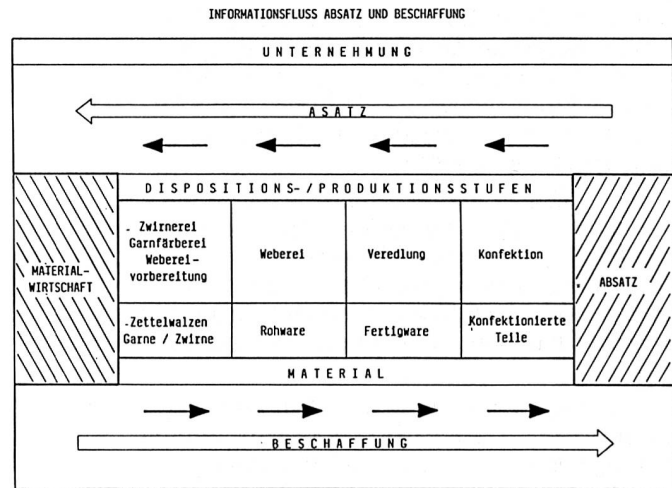 INFORMATIONSFLUSS ABSATZ UND BESCHAFFUNG
UNTERNEHMUNG
ASATZ
DISPOSITIONS-/PRODUKTIONSSTUFEN
MATERIAL-
WIRTSCHAFT
Zwirnerei
Garnfärberei
Weberei-
vorbereitung
Weberei
Veredlung
Konfektion
ABSATZ
Zettelwalzen
Garne / Zwirne
Rohware
Fertigware
Konfektionierte
Teile
MATERIAL
BESCHAFFUNG